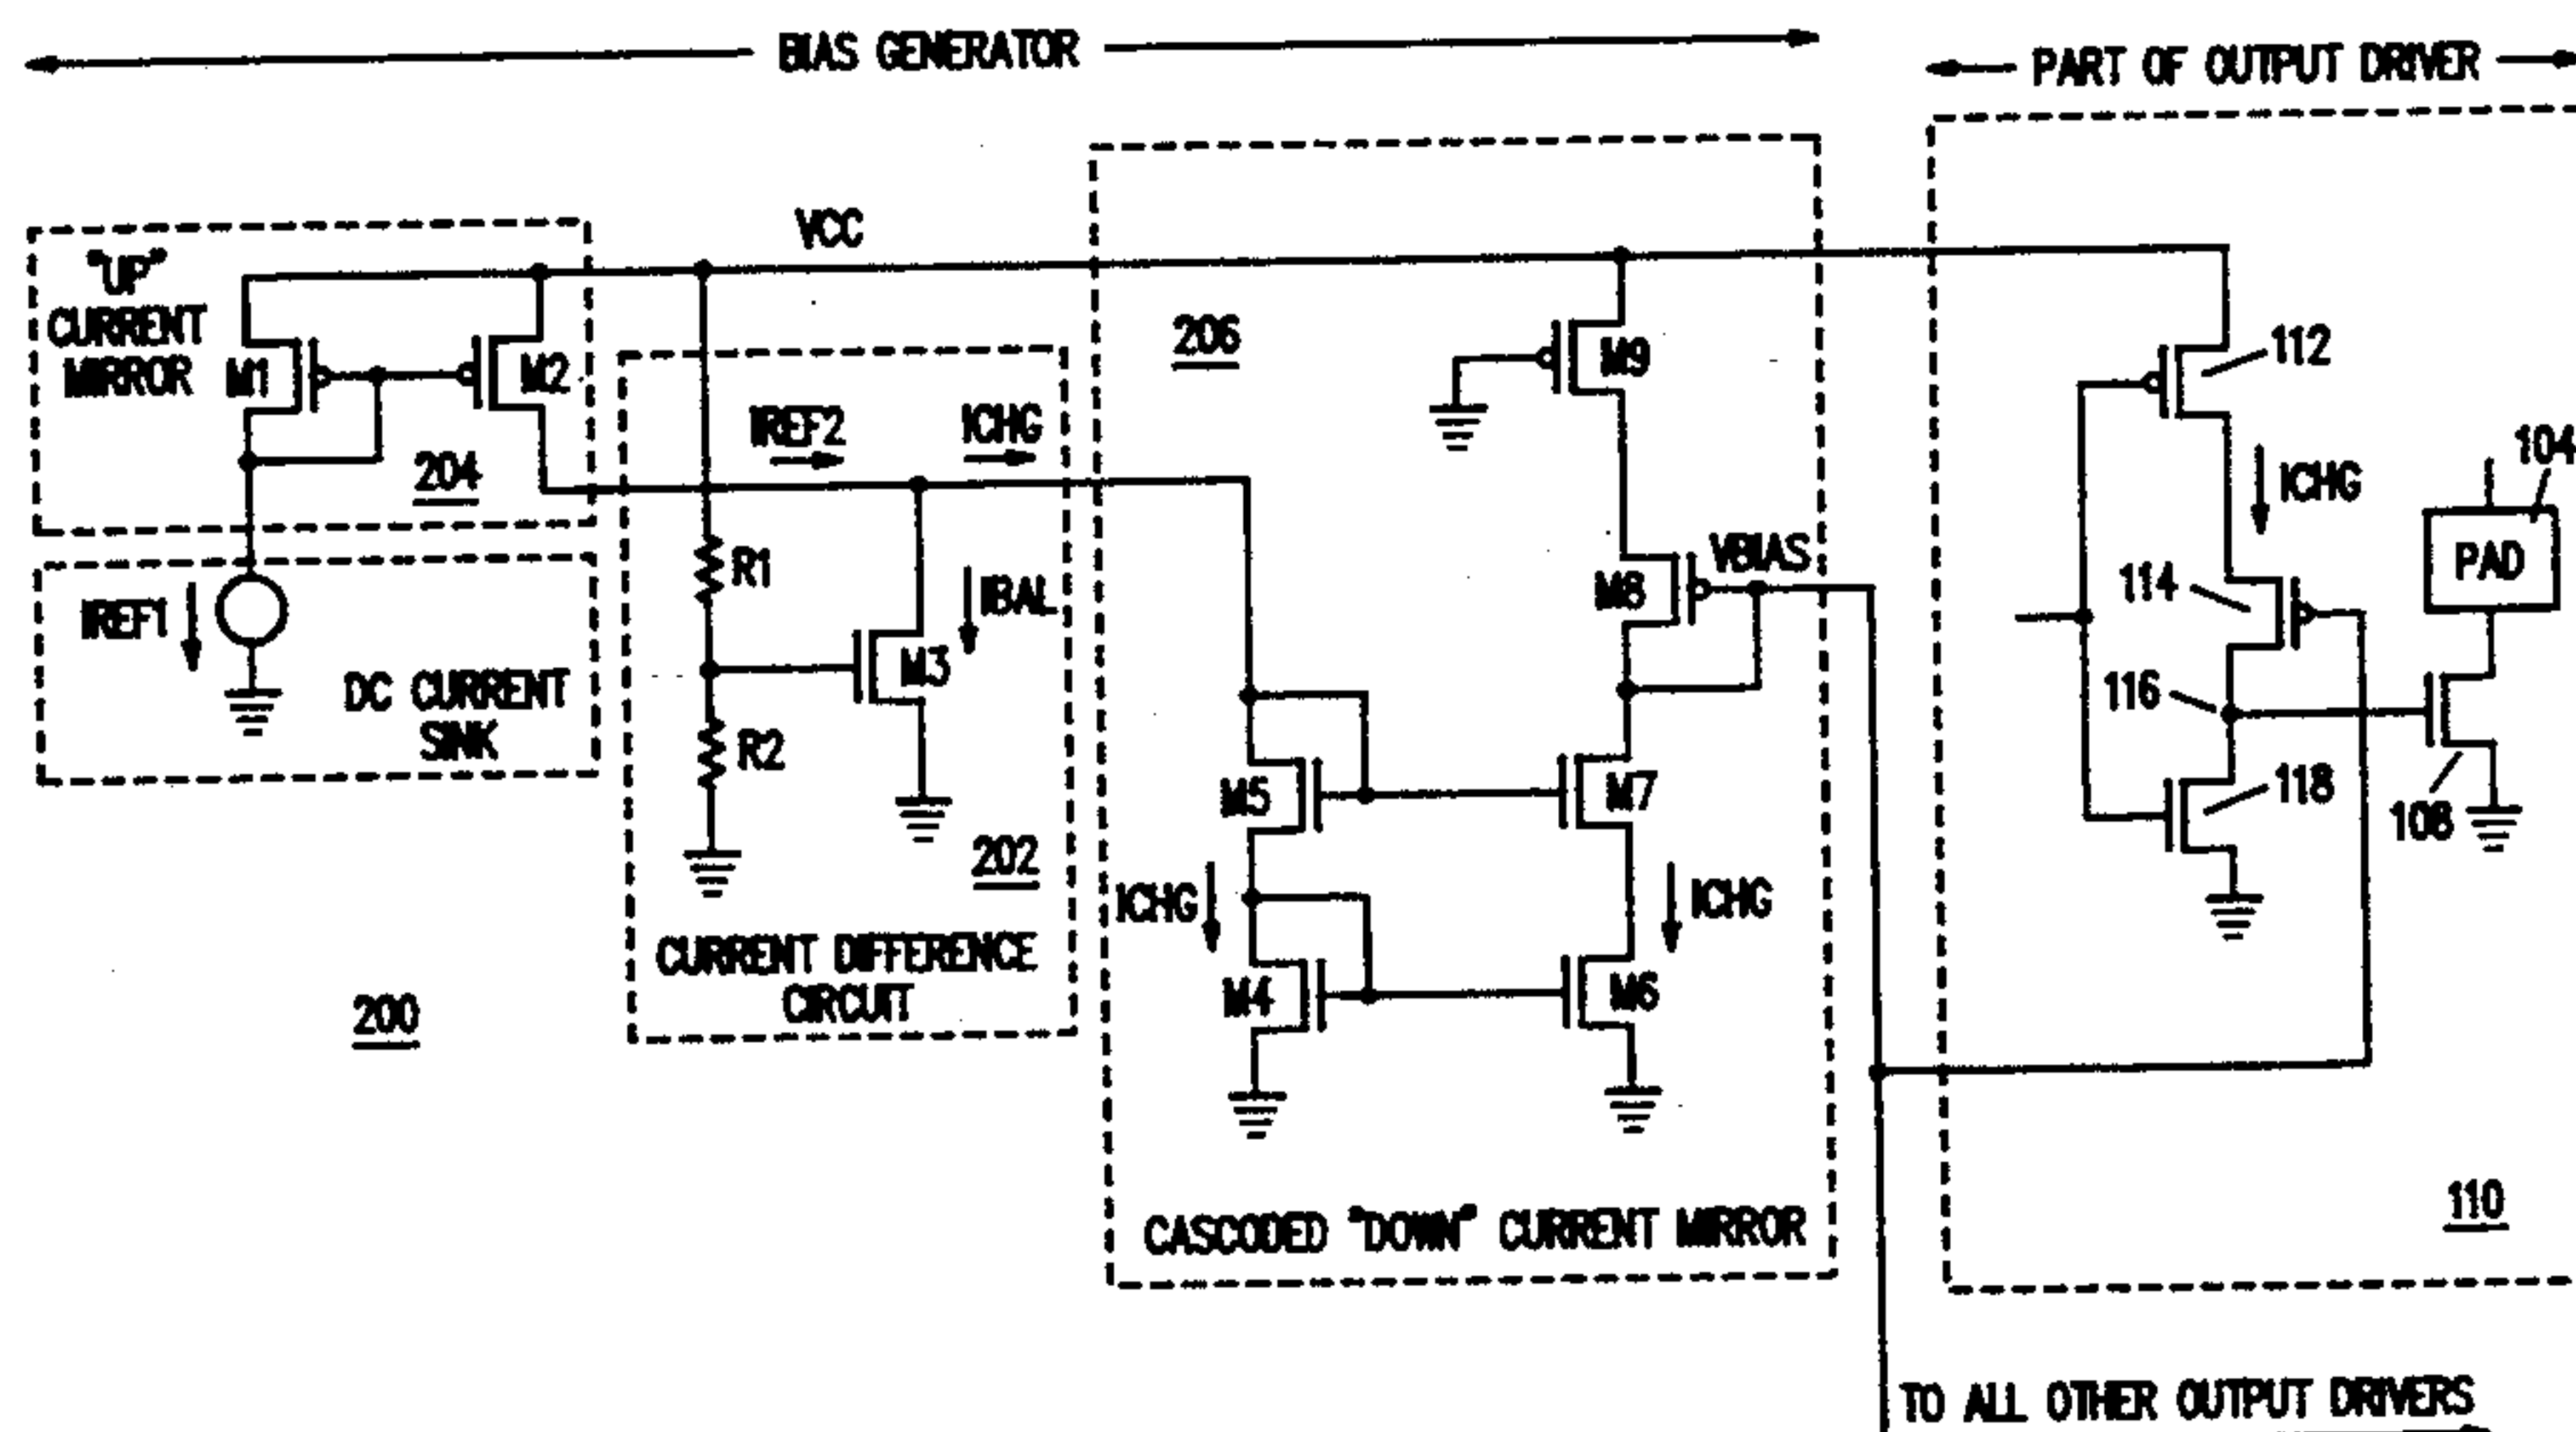 BIAS GENERATOR
PART OF OUTPUT DRIVER
"UP"
CURRENT
MIRROR
M1
M2
204
VCC
IREF1
DC CURRENT
SINK
IREF2
ICHG
R1
R2
M3
IBAL
202
CURRENT DIFFERENCE
CIRCUIT
200
206
M9
M8
VBIAS
M5
M7
ICHG
ICHG
M4
M6
CASCODED "DOWN" CURRENT MIRROR
112
ICHG
104
PAD
114
116
118
108
110
TO ALL OTHER OUTPUT DRIVERS